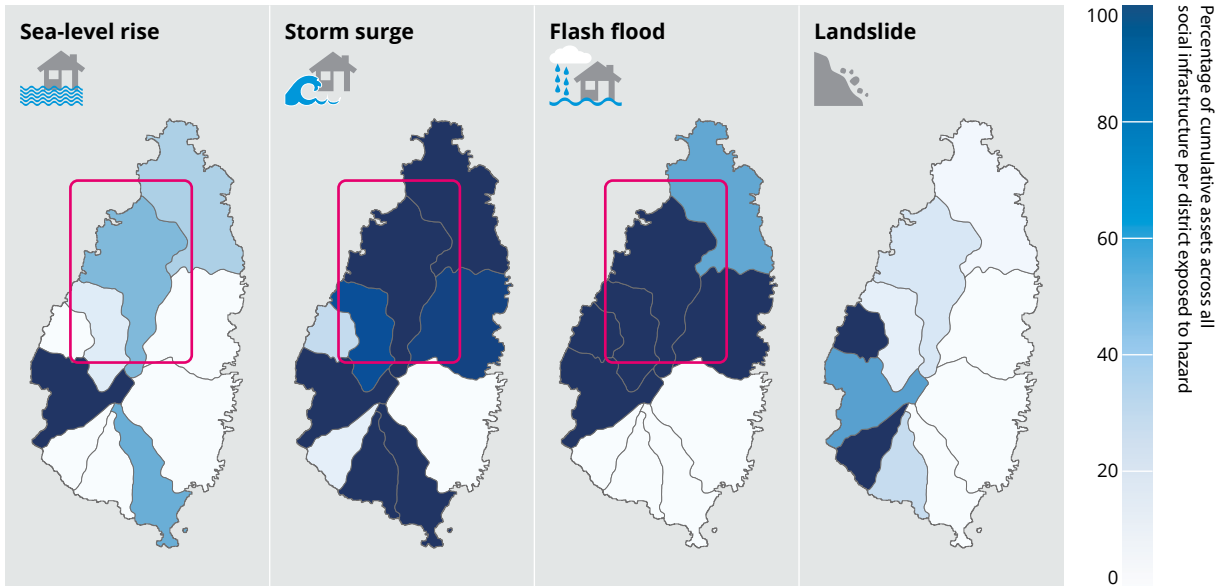 Sea-level rise
Storm surge
Flash flood
Landslide
100
80
60
40
20
0
Percentage of cumulative assets across all
social infrastructure per district exposed to hazard